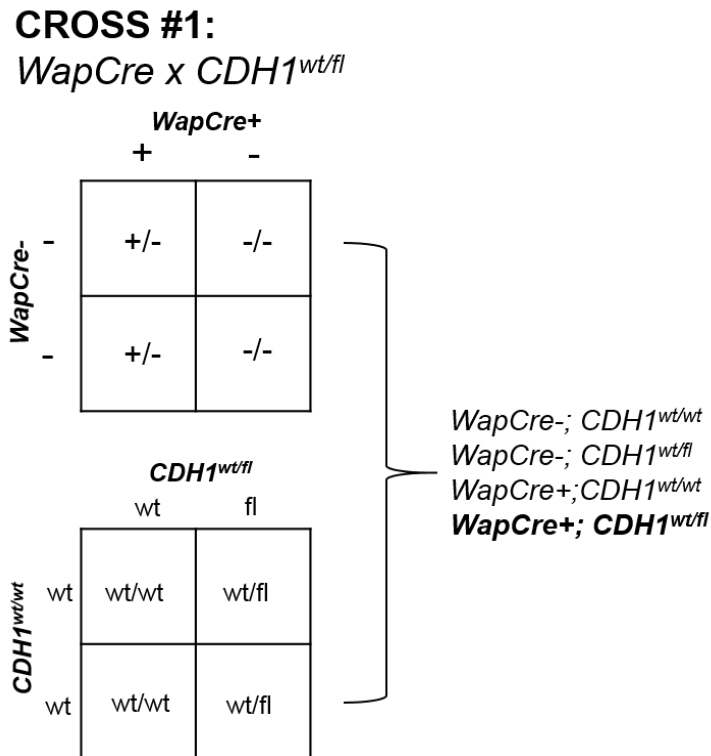 CROSS #1:
WapCre x CDH1wt/fl
WapCre+
+ -
WapCre-
- +/- -/-
- +/- -/-
WapCre-; CDH1wt/wt
WapCre-; CDH1wt/fl
WapCre+;CDH1wt/wt
WapCre+; CDH1wt/fl
CDH1wt/fl
wt fl
CDH1wt/wt
wt wt/wt wt/fl
wt wt/wt wt/fl